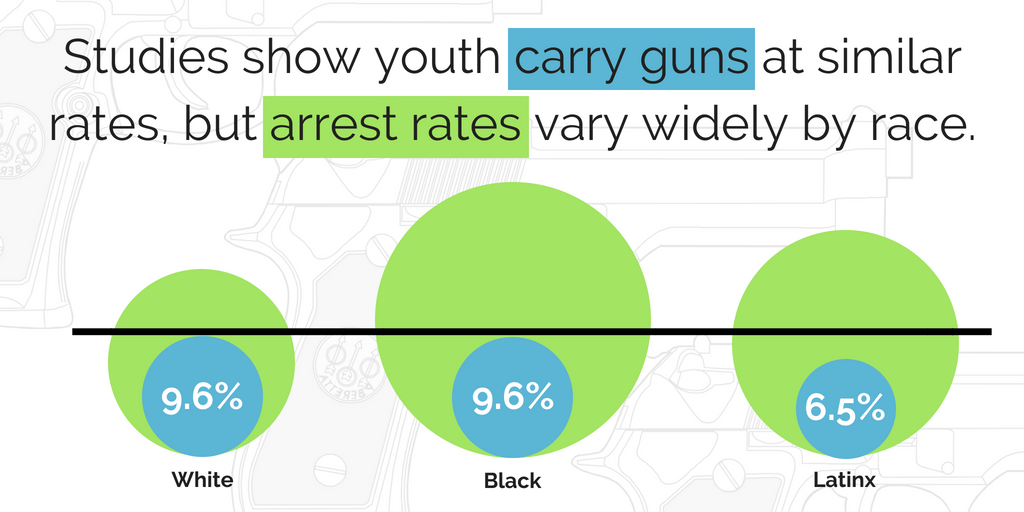 Studies show youth carry guns at similar
rates, but arrest rates vary widely by race.
9.6%
9.6%
6.5%
White
Black
Latinx